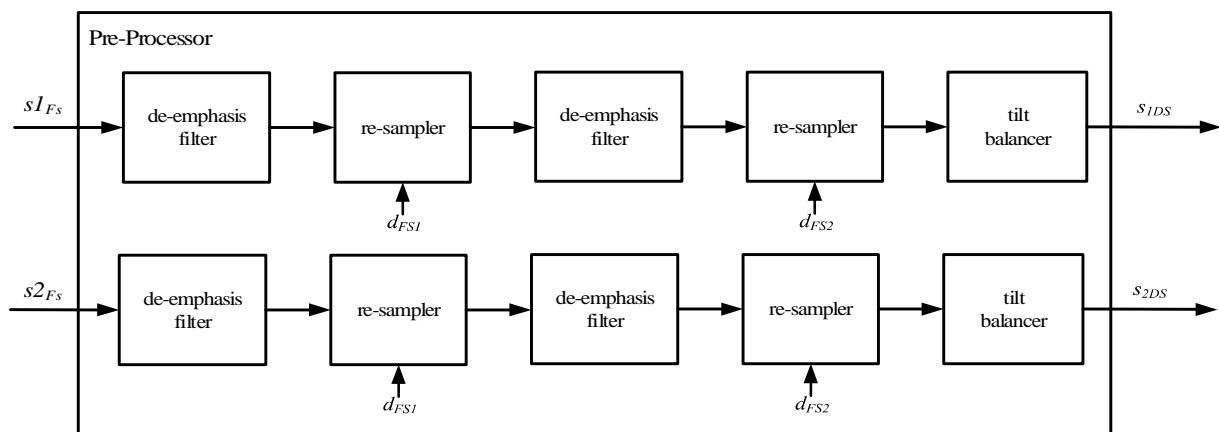 Pre-Processor
s1Fs
de-emphasis
filter
re-sampler
de-emphasis
filter
re-sampler
tilt
balancer
s1DS
dFS1
dFS2
s2Fs
de-emphasis
filter
re-sampler
de-emphasis
filter
re-sampler
tilt
balancer
s2DS
dFS1
dFS2